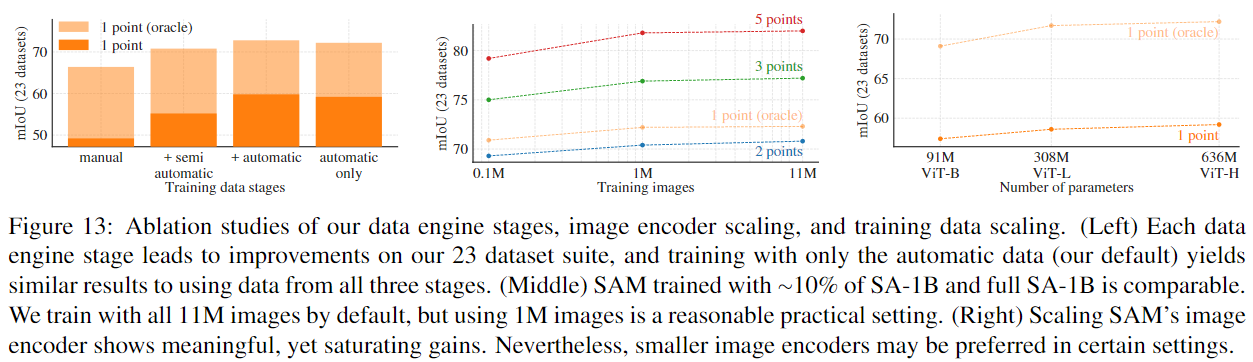 mIoU (23 datasets)
70
60
50
1 point (oracle)
1 point
manual
+ semi
automatic
+ automatic
automatic
only
Training data stages
mIoU (23 datasets)
80
75
70
5 points
3 points
1 point (oracle)
2 points
0.1M
1M
11M
Training images
mIoU (23 datasets)
70
65
60
1 point (oracle)
1 point
91M
ViT-B
308M
ViT-L
636M
ViT-H
Number of parameters
Figure 13: Ablation studies of our data engine stages, image encoder scaling, and training data scaling. (Left) Each data
engine stage leads to improvements on our 23 dataset suite, and training with only the automatic data (our default) yields
similar results to using data from all three stages. (Middle) SAM trained with ~10% of SA-1B and full SA-1B is comparable.
We train with all 11M images by default, but using 1M images is a reasonable practical setting. (Right) Scaling SAM's image
encoder shows meaningful, yet saturating gains. Nevertheless, smaller image encoders may be preferred in certain settings.